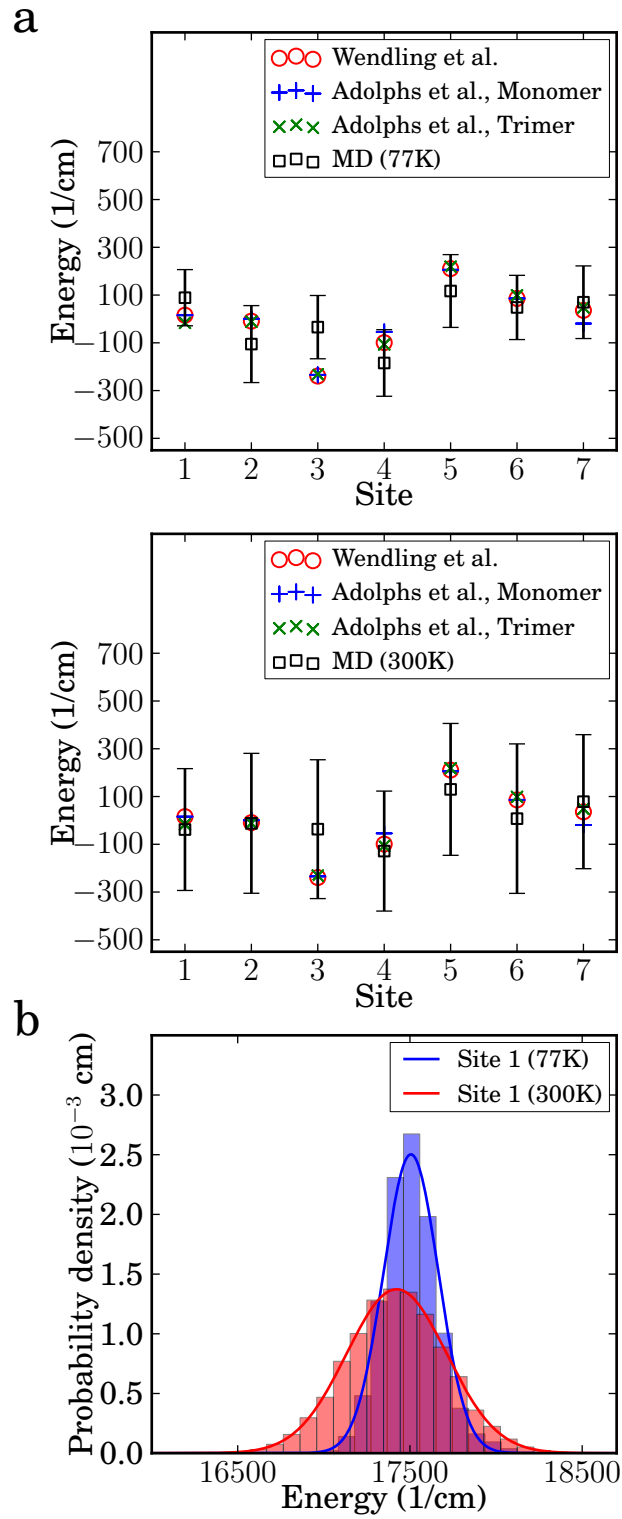 a
Wendling et al.
Adolphs et al., Monomer
Adolphs et al., Trimer
MD (77K)
Energy (1/cm)
700
500
300
100
−100
−300
−500
1 2 3 4 5 6 7
Site
Wendling et al.
Adolphs et al., Monomer
Adolphs et al., Trimer
MD (300K)
Energy (1/cm)
700
500
300
100
−100
−300
−500
1 2 3 4 5 6 7
Site
b
Site 1 (77K)
Site 1 (300K)
Probability density (10⁻³ cm)
3.0
2.5
2.0
1.5
1.0
0.5
0.0
16500 17500 18500
Energy (1/cm)